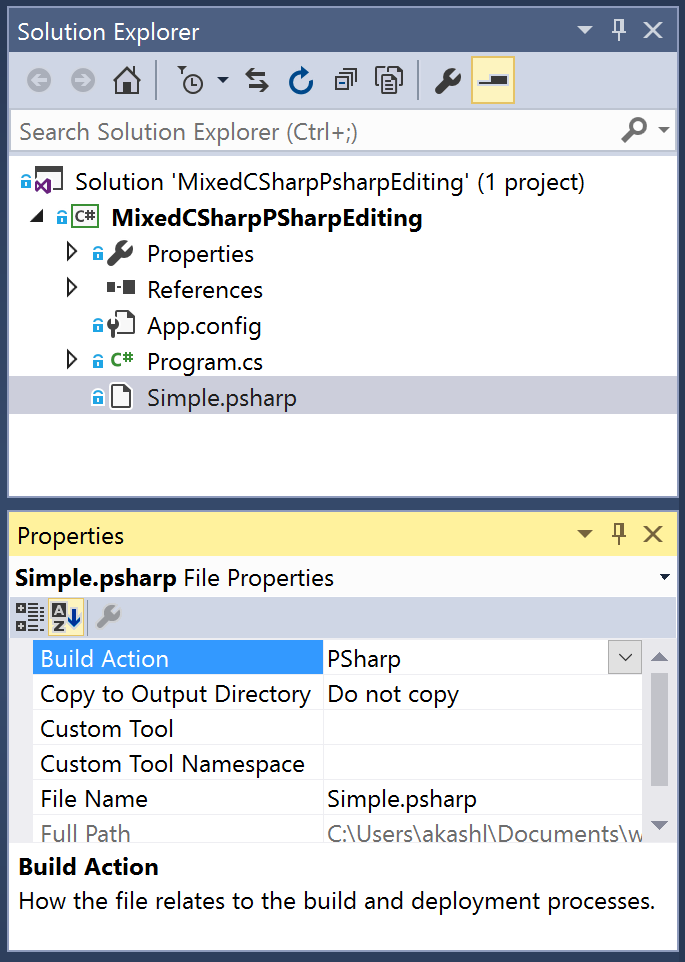 Solution Explorer
Search Solution Explorer (Ctrl+;)
Solution 'MixedCSharpPsharpEditing' (1 project)
C# MixedCSharpPSharpEditing
Properties
References
App.config
C# Program.cs
Simple.psharp
Properties
Simple.psharp File Properties
A Z
Build Action PSharp
Copy to Output Directory Do not copy
Custom Tool
Custom Tool Namespace
File Name Simple.psharp
Full Path C:\Users\akashl\Documents\w
Build Action
How the file relates to the build and deployment processes.